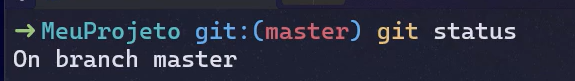 ➜ MeuProjeto git:(master) git status
On branch master